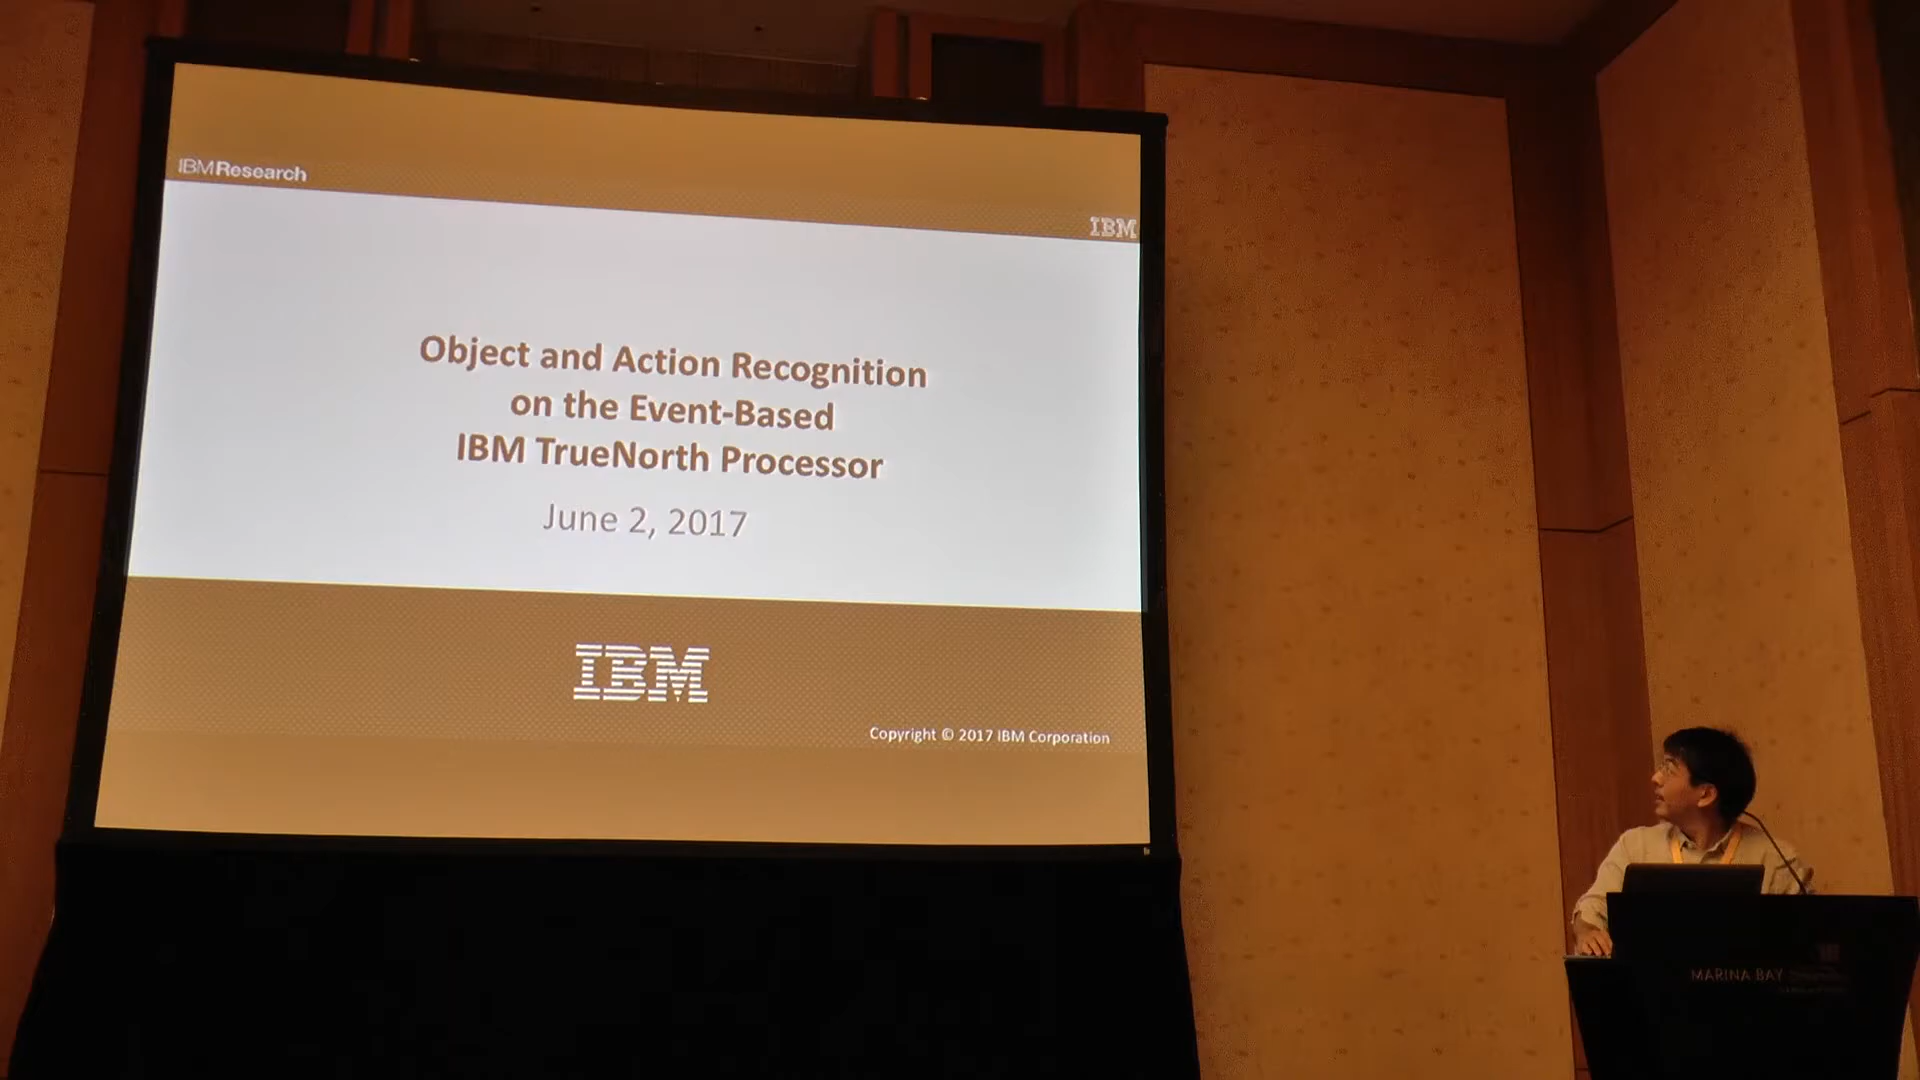 IBM Research
IBM
Object and Action Recognition
on the Event-Based
IBM TrueNorth Processor
June 2, 2017
IBM
Copyright © 2017 IBM Corporation
MARINA BAY